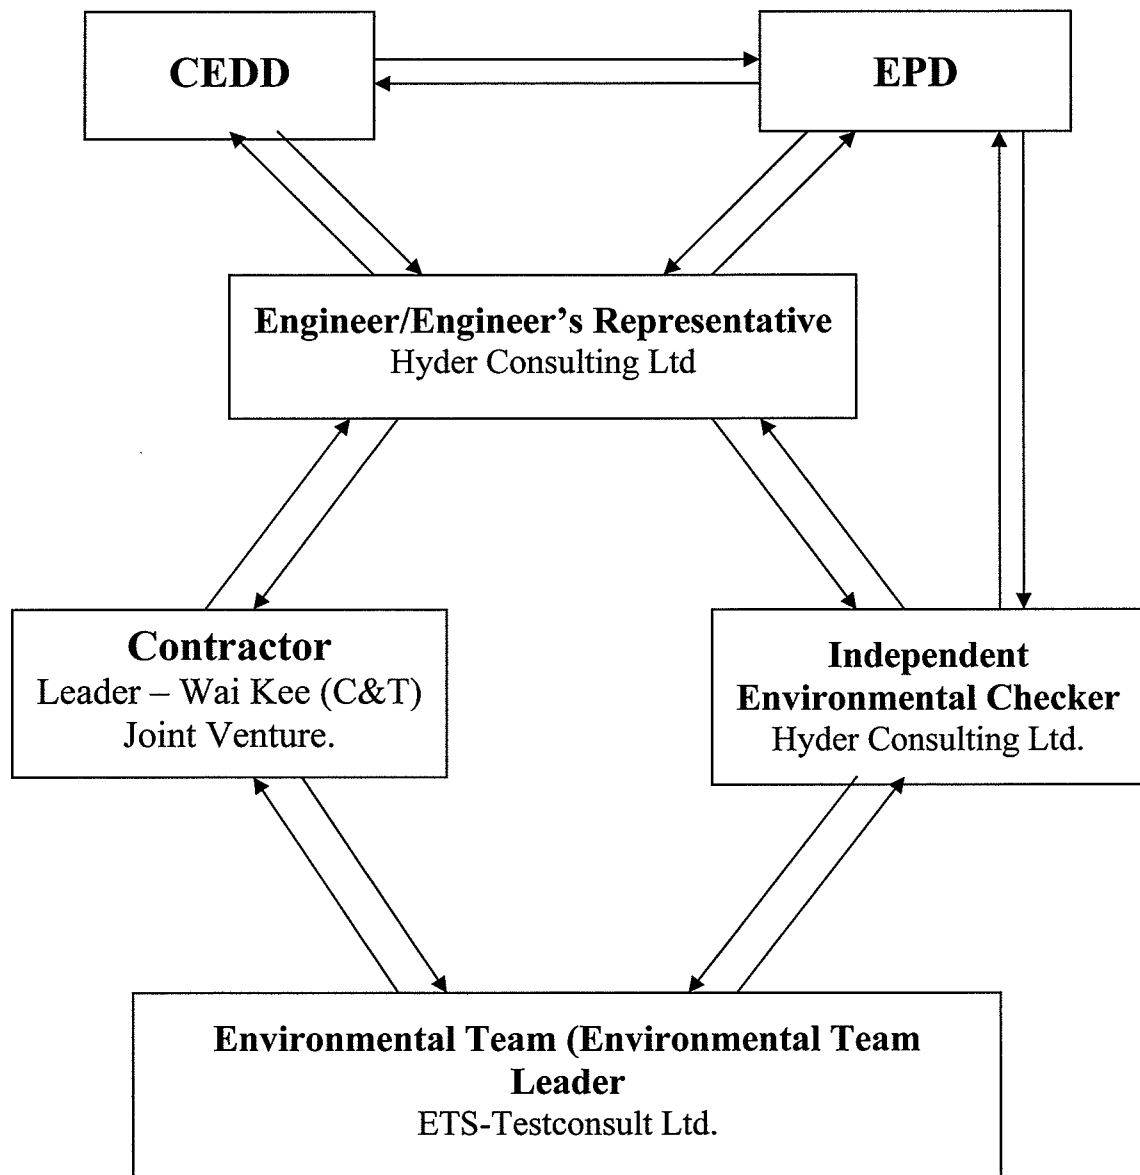 CEDD
EPD
Engineer/Engineer’s Representative
Hyder Consulting Ltd
Contractor
Leader – Wai Kee (C&T)
Joint Venture.
Independent
Environmental Checker
Hyder Consulting Ltd.
Environmental Team (Environmental Team
Leader
ETS-Testconsult Ltd.